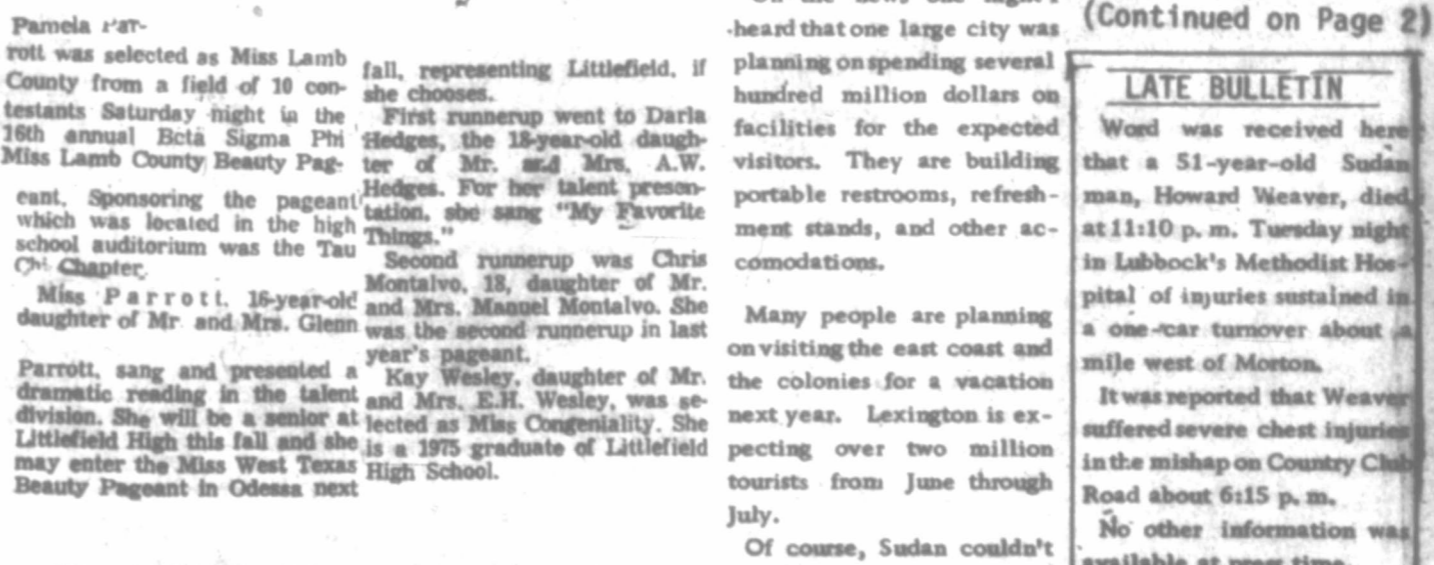 Pamela Par-
rott was selected as Miss Lamb
County from a field of 10 con-
testants Saturday night in the
16th annual Beta Sigma Phi
Miss Lamb County Beauty Pag-
eant. Sponsoring the pageant
which was located in the high
school auditorium was the Tau
Chi Chapter.
Miss Parrott, 16-year-old
daughter of Mr. and Mrs. Glenn
Parrott, sang and presented a
dramatic reading in the talent
division. She will be a senior at
Littlefield High this fall and she
may enter the Miss West Texas
Beauty Pageant in Odessa next
fall, representing Littlefield, if
she chooses.
First runnerup went to Darla
Hedges, the 18-year-old daugh-
ter of Mr. and Mrs. A.W.
Hedges. For her talent presen-
tation, she sang "My Favorite
Things."
Second runnerup was Chris
Montalvo, 18, daughter of Mr.
and Mrs. Manuel Montalvo. She
was the second runnerup in last
year's pageant.
Kay Wesley, daughter of Mr.
and Mrs. E.H. Wesley, was se-
lected as Miss Congeniality. She
is a 1975 graduate of Littlefield
High School.
heard that one large city was
planning on spending several
hundred million dollars on
facilities for the expected
visitors. They are building
portable restrooms, refresh-
ment stands, and other ac-
comodations.
Many people are planning
on visiting the east coast and
the colonies for a vacation
next year. Lexington is ex-
pecting over two million
tourists from June through
July.
Of course, Sudan couldn't
(Continued on Page 2)
LATE BULLETIN
Word was received here
that a 51-year-old Sudan
man, Howard Weaver, died
at 11:10 p. m. Tuesday night
in Lubbock's Methodist Hos-
pital of injuries sustained in
a one-car turnover about a
mile west of Morton.
It was reported that Weaver
suffered severe chest injuries
in the mishap on Country Club
Road about 6:15 p. m.
No other information was
available at press time.